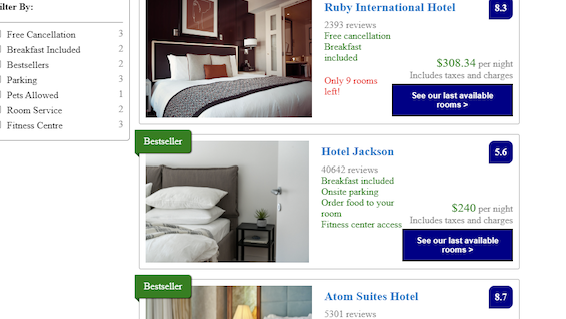 ilter By:
Free Cancellation 3
Breakfast Included 2
Bestsellers 2
Parking 3
Pets Allowed 1
Room Service 2
Fitness Centre 3
Ruby International Hotel 8.3
2393 reviews
Free cancellation
Breakfast
included
Only 9 rooms
left!
$308.34 per night
Includes taxes and charges
See our last available
rooms >
Bestseller
Hotel Jackson 5.6
40642 reviews
Breakfast included
Onsite parking
Order food to your
room
Fitness center access
$240 per night
Includes taxes and charges
See our last available
rooms >
Bestseller
Atom Suites Hotel 8.7
5301 reviews